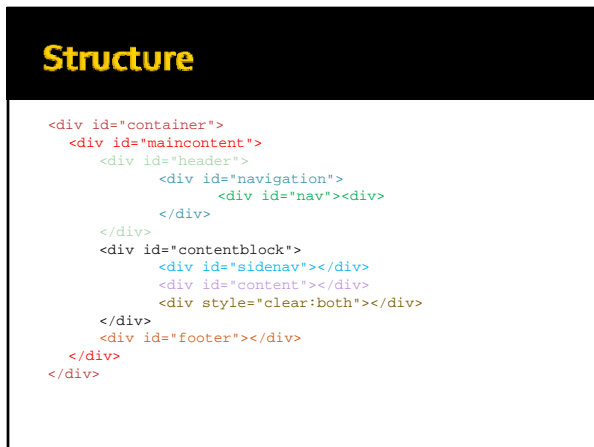 Structure
<div id="container">
<div id="maincontent">
<div id="header">
<div id="navigation">
<div id="nav"><div>
</div>
</div>
<div id="contentblock">
<div id="sidenav"></div>
<div id="content"></div>
<div style="clear:both"></div>
</div>
<div id="footer"></div>
</div>
</div>